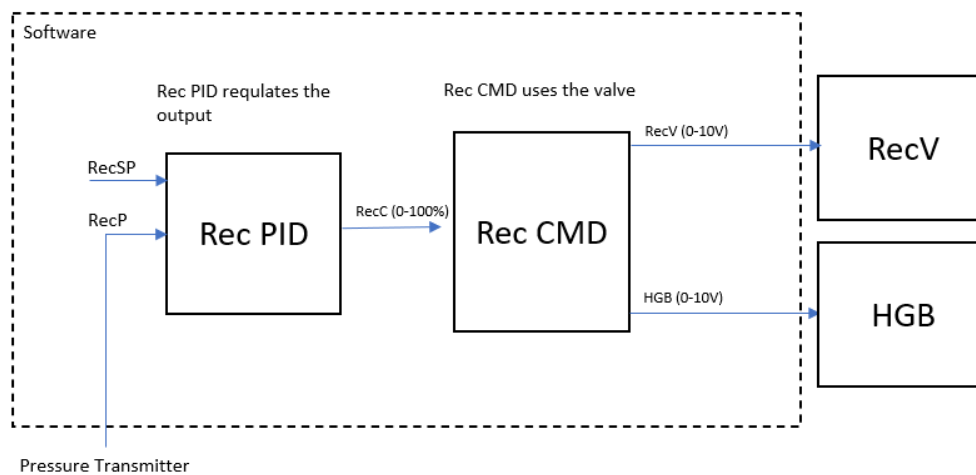 Software
Rec PID requlates the
output
Rec CMD uses the valve
RecSP
RecP
Rec PID
RecC (0-100%)
Rec CMD
RecV (0-10V)
HGB (0-10V)
RecV
HGB
Pressure Transmitter